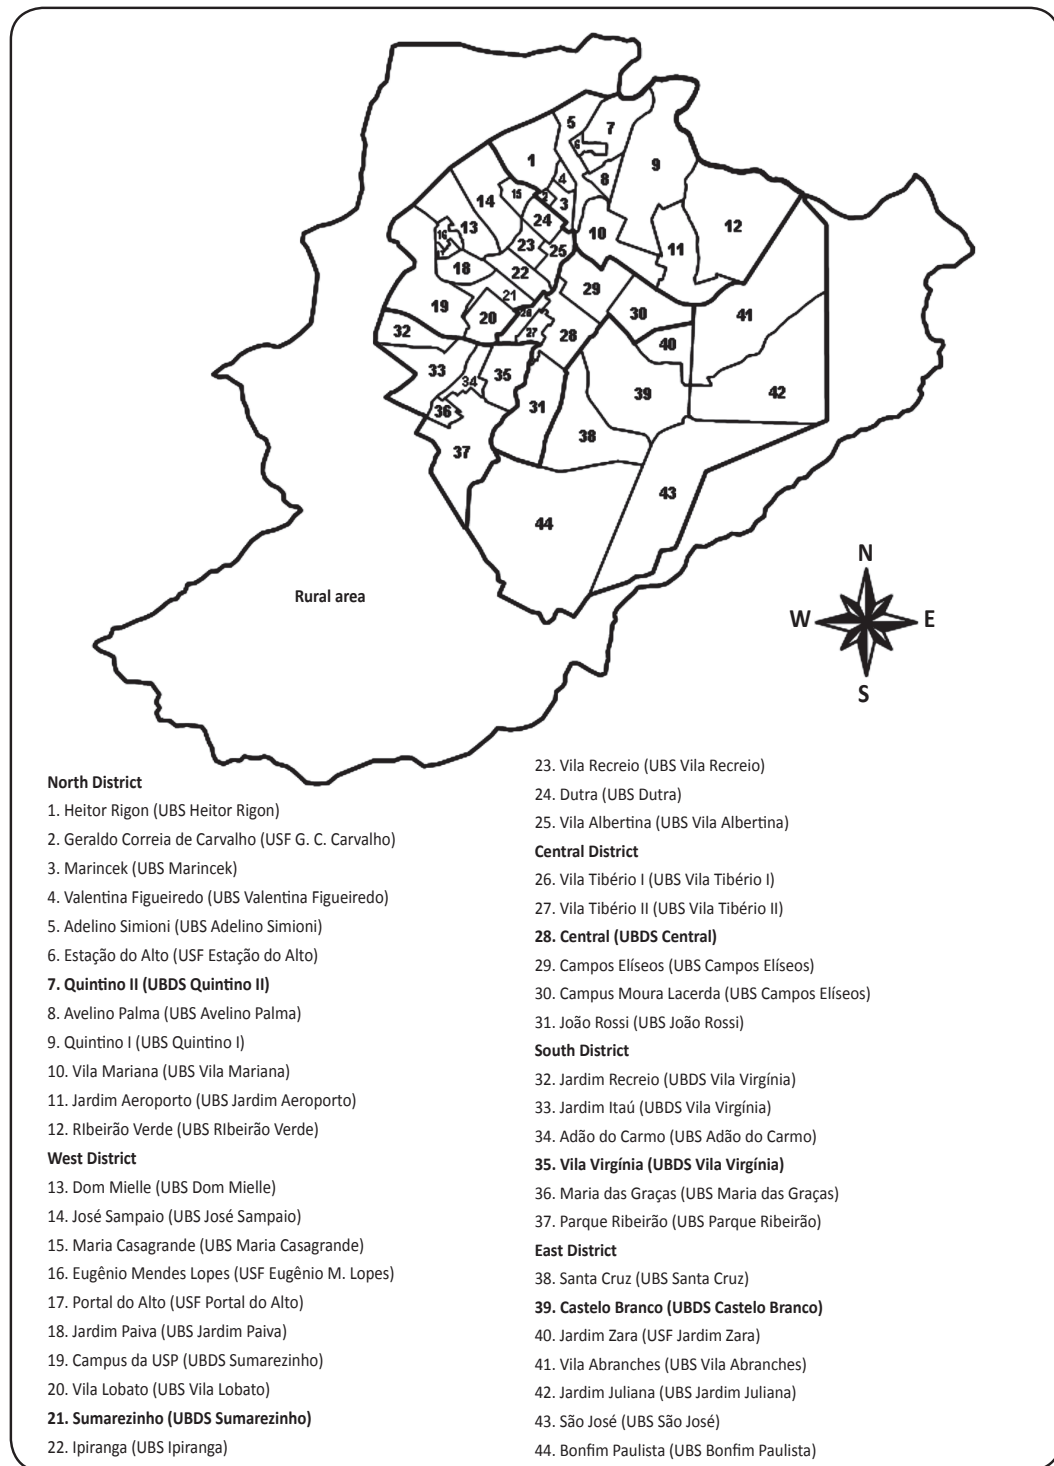 5
7
6
1
9
4
8
15
2
3
14
24
12
16
13
10
23
25
11
17
18
22
21
29
19
20
26
30
41
32
27
28
40
33
34
35
39
42
36
31
38
37
43
44
N
Rural area
W
E
S
North District
1. Heitor Rigon (UBS Heitor Rigon)
2. Geraldo Correia de Carvalho (USF G. C. Carvalho)
3. Marincek (UBS Marincek)
4. Valentina Figueiredo (UBS Valentina Figueiredo)
5. Adelino Simioni (UBS Adelino Simioni)
6. Estação do Alto (USF Estação do Alto)
7. Quintino II (UBDS Quintino II)
8. Avelino Palma (UBS Avelino Palma)
9. Quintino I (UBS Quintino I)
10. Vila Mariana (UBS Vila Mariana)
11. Jardim Aeroporto (UBS Jardim Aeroporto)
12. RIbeirão Verde (UBS RIbeirão Verde)
West District
13. Dom Mielle (UBS Dom Mielle)
14. José Sampaio (UBS José Sampaio)
15. Maria Casagrande (UBS Maria Casagrande)
16. Eugênio Mendes Lopes (USF Eugênio M. Lopes)
17. Portal do Alto (USF Portal do Alto)
18. Jardim Paiva (UBS Jardim Paiva)
19. Campus da USP (UBDS Sumarezinho)
20. Vila Lobato (UBS Vila Lobato)
21. Sumarezinho (UBDS Sumarezinho)
22. Ipiranga (UBS Ipiranga)
23. Vila Recreio (UBS Vila Recreio)
24. Dutra (UBS Dutra)
25. Vila Albertina (UBS Vila Albertina)
Central District
26. Vila Tibério I (UBS Vila Tibério I)
27. Vila Tibério II (UBS Vila Tibério II)
28. Central (UBDS Central)
29. Campos Elíseos (UBS Campos Elíseos)
30. Campus Moura Lacerda (UBS Campos Elíseos)
31. João Rossi (UBS João Rossi)
South District
32. Jardim Recreio (UBDS Vila Virgínia)
33. Jardim Itaú (UBDS Vila Virgínia)
34. Adão do Carmo (UBS Adão do Carmo)
35. Vila Virgínia (UBDS Vila Virgínia)
36. Maria das Graças (UBS Maria das Graças)
37. Parque Ribeirão (UBS Parque Ribeirão)
East District
38. Santa Cruz (UBS Santa Cruz)
39. Castelo Branco (UBDS Castelo Branco)
40. Jardim Zara (USF Jardim Zara)
41. Vila Abranches (UBS Vila Abranches)
42. Jardim Juliana (UBS Jardim Juliana)
43. São José (UBS São José)
44. Bonfim Paulista (UBS Bonfim Paulista)